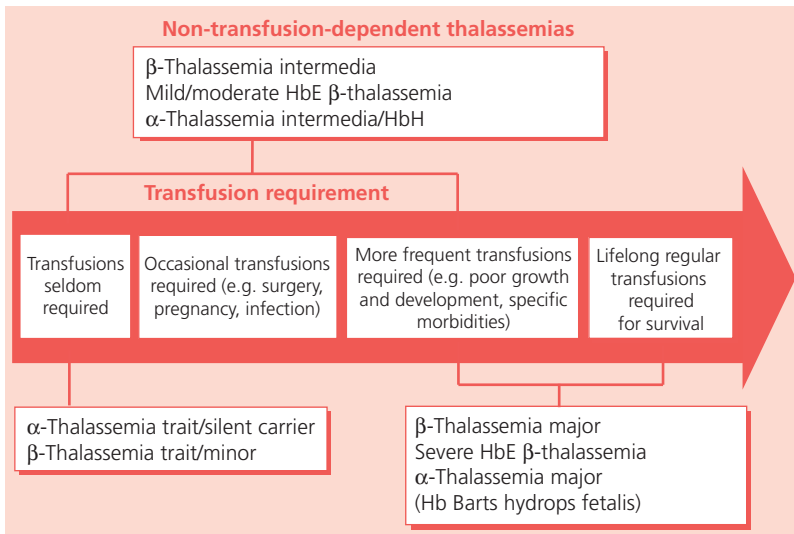 Non-transfusion-dependent thalassemias
β-Thalassemia intermedia
Mild/moderate HbE β-thalassemia
α-Thalassemia intermedia/HbH
Transfusion requirement
Transfusions
seldom
required
Occasional transfusions
required (e.g. surgery,
pregnancy, infection)
More frequent transfusions
required (e.g. poor growth
and development, specific
morbidities)
Lifelong regular
transfusions
required
for survival
α-Thalassemia trait/silent carrier
β-Thalassemia trait/minor
β-Thalassemia major
Severe HbE β-thalassemia
α-Thalassemia major
(Hb Barts hydrops fetalis)